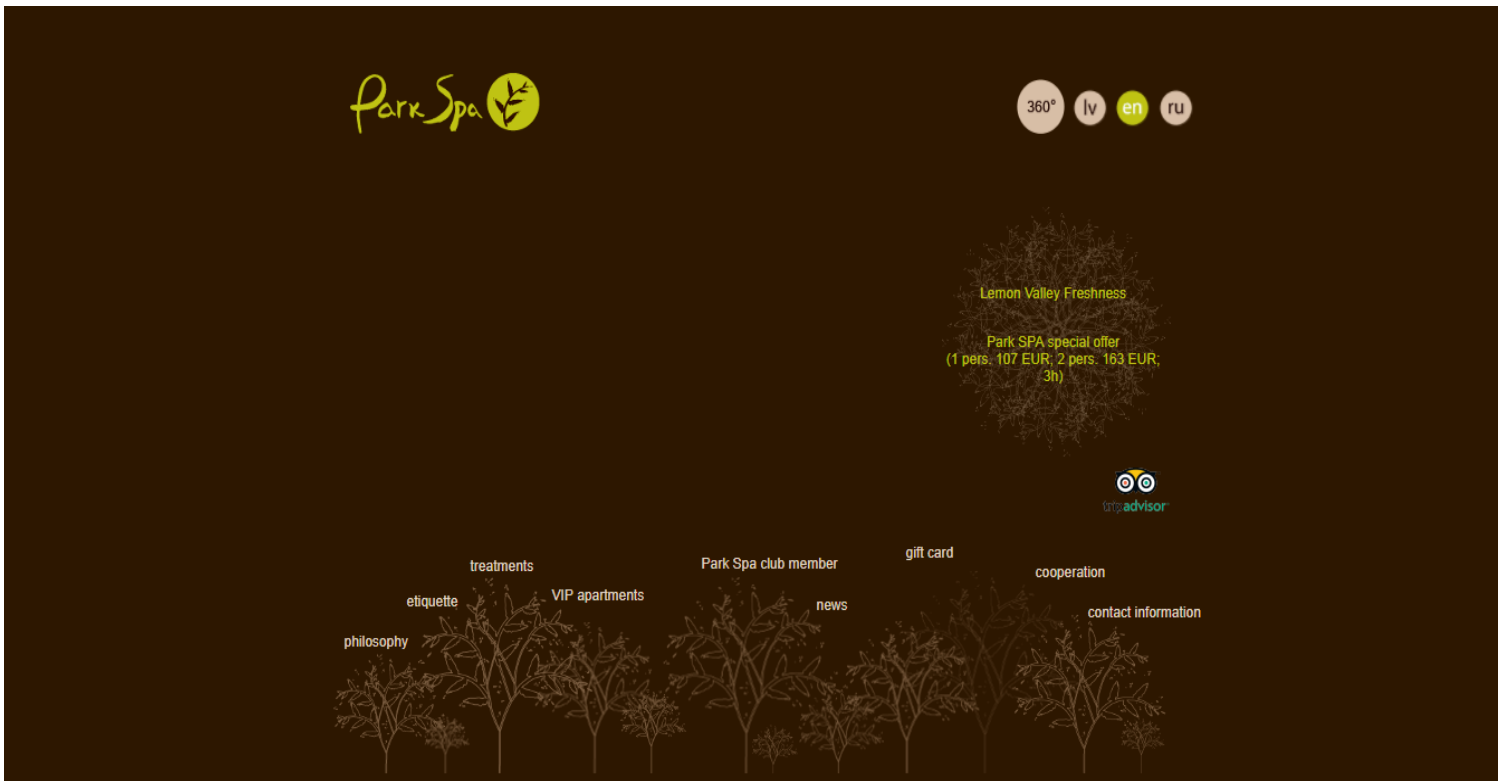 Park Spa
360°
lv
en
ru
Lemon Valley Freshness
Park SPA special offer
(1 pers. 107 EUR; 2 pers. 163 EUR;
3h)
tripadvisor
treatments
Park Spa club member
gift card
cooperation
etiquette
VIP apartments
news
contact information
philosophy